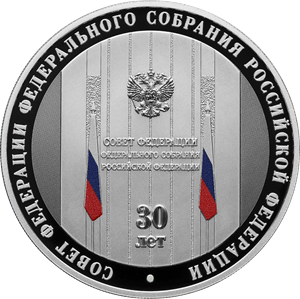 СОВЕТ ФЕДЕРАЦИИ ФЕДЕРАЛЬНОГО СОБРАНИЯ РОССИЙСКОЙ ФЕДЕРАЦИИ
СОВЕТ ФЕДЕРАЦИИ
ФЕДЕРАЛЬНОГО СОБРАНИЯ
РОССИЙСКОЙ ФЕДЕРАЦИИ
30
лет